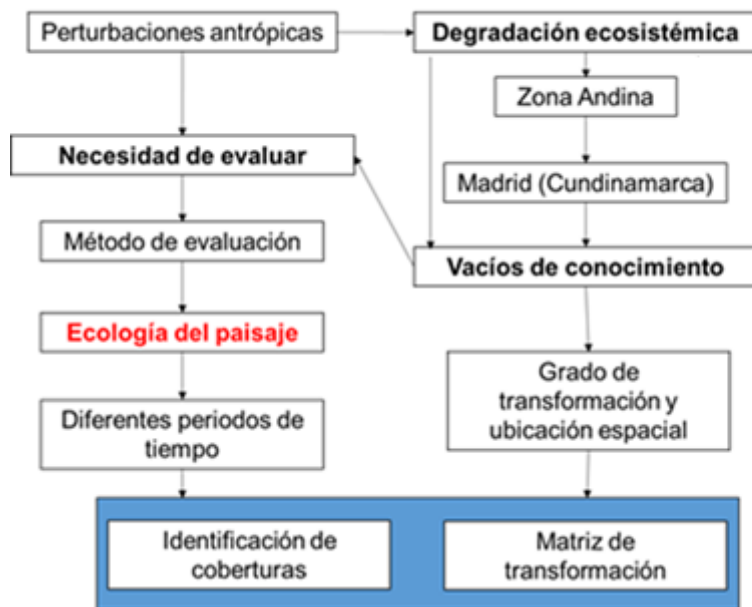 Perturbaciones antrópicas
Degradación ecosistémica
Zona Andina
Necesidad de evaluar
Madrid (Cundinamarca)
Método de evaluación
Vacíos de conocimiento
Ecología del paisaje
Grado de
transformación y
ubicación espacial
Diferentes periodos de
tiempo
Identificación de
coberturas
Matriz de
transformación